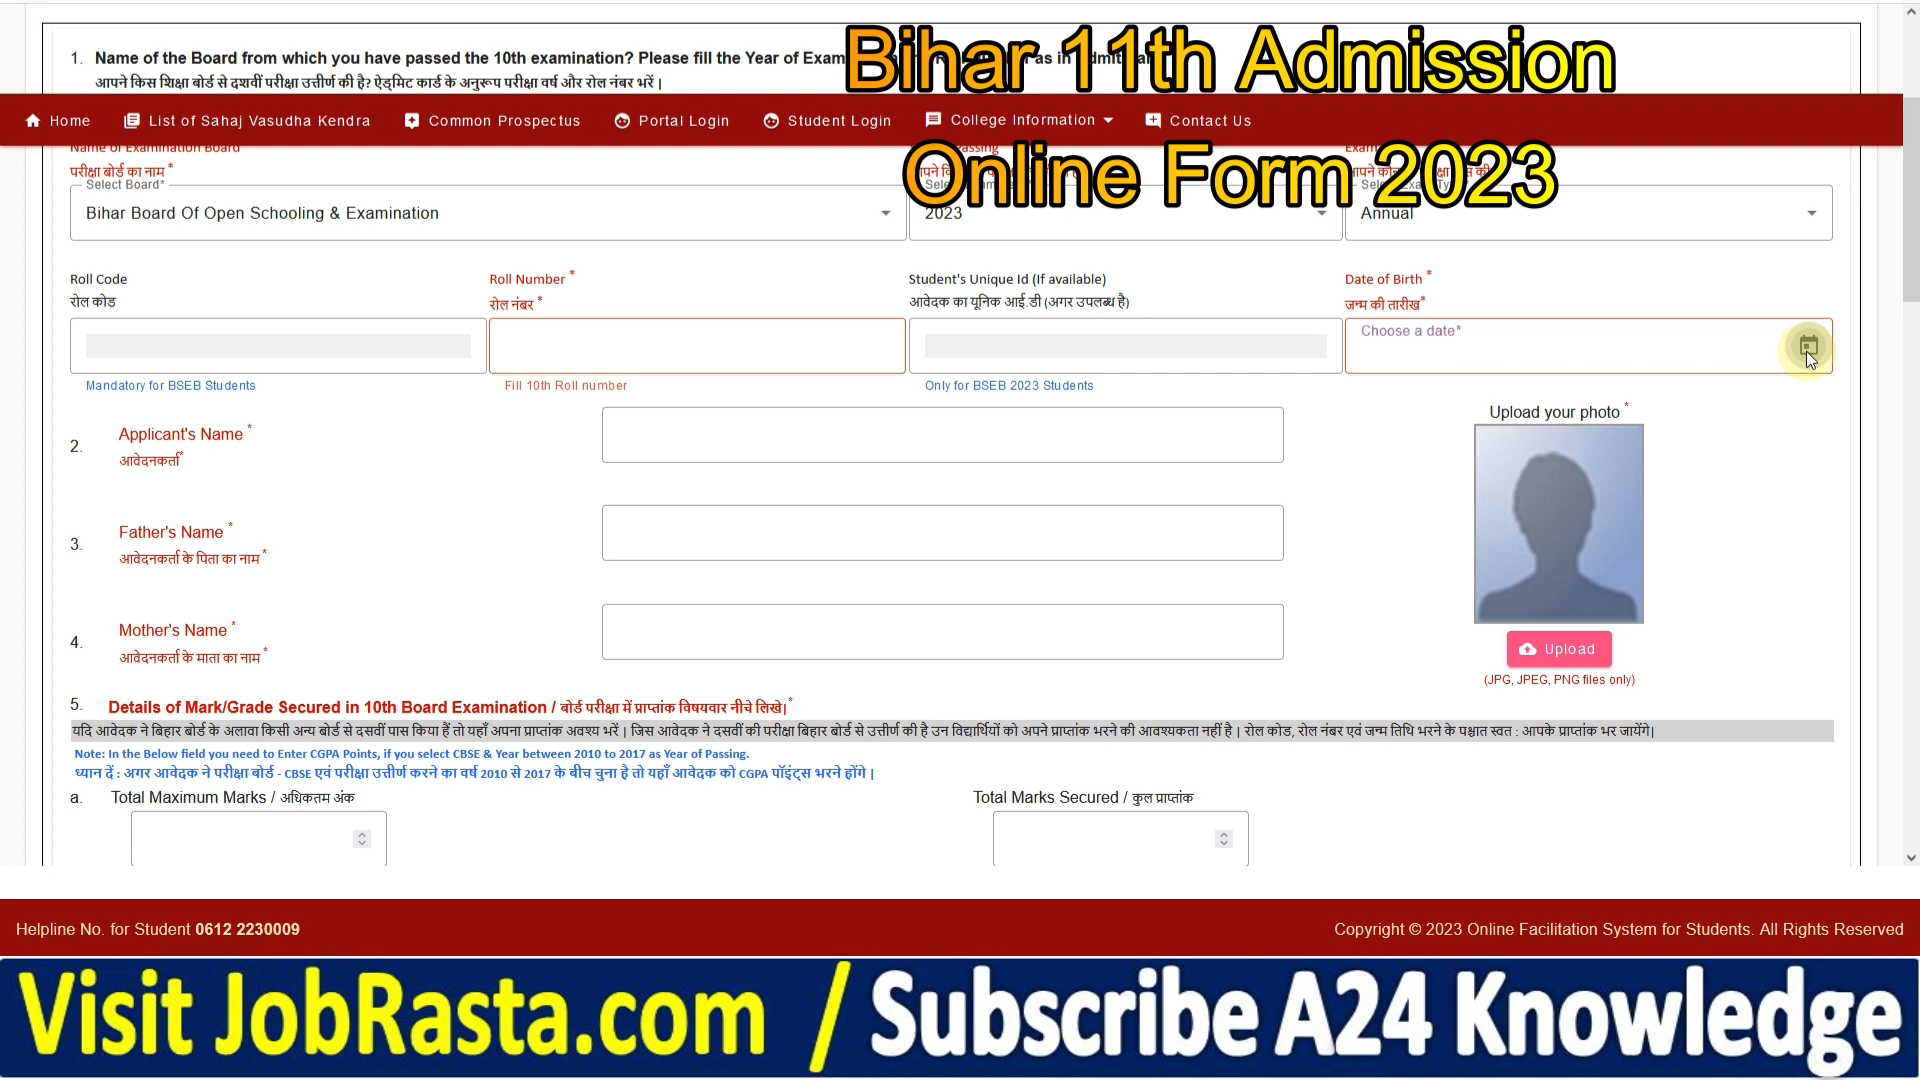 Bihar 11th Admission
Online Form 2023
1. Name of the Board from which you have passed the 10th examination? Please fill the Year of Exam as in
आपने किस शिक्षा बोर्ड से दशवीं परीक्षा उत्तीर्ण की है? ऐड्मिट कार्ड के अनुरूप परीक्षा वर्ष और रोल नंबर भरें |
Home List of Sahaj Vasudha Kendra Common Prospectus Portal Login Student Login College Information Contact Us
Name of Examination Board
परीक्षा बोर्ड का नाम *
Select Board*
Bihar Board Of Open Schooling & Examination
2023
Annual
Roll Code Roll Number * Student's Unique Id (If available) Date of Birth *
रोल कोड रोल नंबर * आवेदक का यूनिक आई.डी (अगर उपलब्ध है) जन्म की तारीख*
Choose a date*
Mandatory for BSEB Students Fill 10th Roll number Only for BSEB 2023 Students
Upload your photo *
2. Applicant's Name *
आवेदनकर्ता*
3. Father's Name *
आवेदनकर्ता के पिता का नाम *
4. Mother's Name *
आवेदनकर्ता के माता का नाम *
Upload
(JPG, JPEG, PNG files only)
5. Details of Mark/Grade Secured in 10th Board Examination / बोर्ड परीक्षा में प्राप्तांक विषयवार नीचे लिखे।*
यदि आवेदक ने बिहार बोर्ड के अलावा किसी अन्य बोर्ड से दसवीं पास किया हैं तो यहाँ अपना प्राप्तांक अवश्य भरें | जिस आवेदक ने दसवीं की परीक्षा बिहार बोर्ड से उत्तीर्ण की है उन विद्यार्थियों को अपने प्राप्तांक भरने की आवश्यकता नहीं है | रोल कोड, रोल नंबर एवं जन्म तिथि भरने के पश्चात स्वत : आपके प्राप्तांक भर जायेंगे|
Note: In the Below field you need to Enter CGPA Points, if you select CBSE & Year between 2010 to 2017 as Year of Passing.
ध्यान दें : अगर आवेदक ने परीक्षा बोर्ड - CBSE एवं परीक्षा उत्तीर्ण करने का वर्ष 2010 से 2017 के बीच चुना है तो यहाँ आवेदक को CGPA पॉइंट्स भरने होंगे |
a. Total Maximum Marks / अधिकतम अंक Total Marks Secured / कुल प्राप्तांक
Helpline No. for Student 0612 2230009 Copyright © 2023 Online Facilitation System for Students. All Rights Reserved
Visit JobRasta.com / Subscribe A24 Knowledge